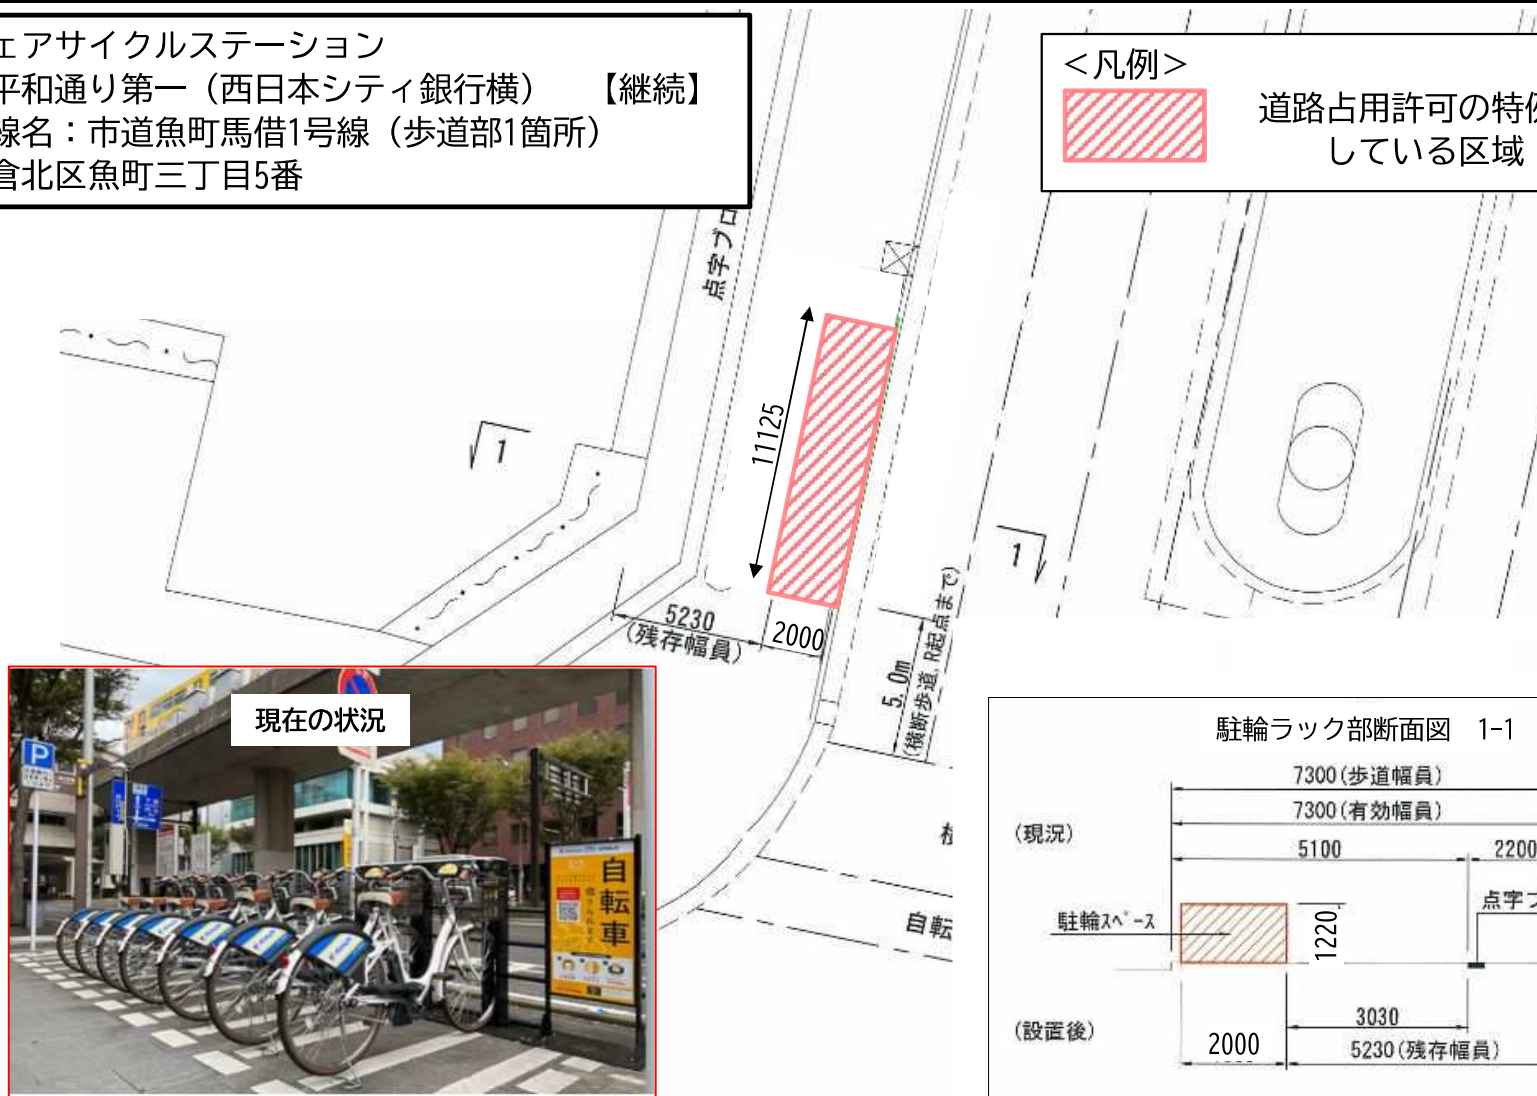 ェアサイクルステーション
平和通り第一（西日本シティ銀行横）　【継続】
線名：市道魚町馬借1号線（歩道部1箇所）
倉北区魚町三丁目5番
＜凡例＞
道路占用許可の特例
している区域
点字ブロ
11125
1
1
5230
(残存幅員)
2000
5.0m
(横断歩道,R起点まで)
自転
現在の状況
P
自転車
駐輪ラック部断面図　1-1
7300(歩道幅員)
7300(有効幅員)
(現況)
5100
2200
点字ブ
駐輪スペース
1220
(設置後)
3030
2000
5230(残存幅員)